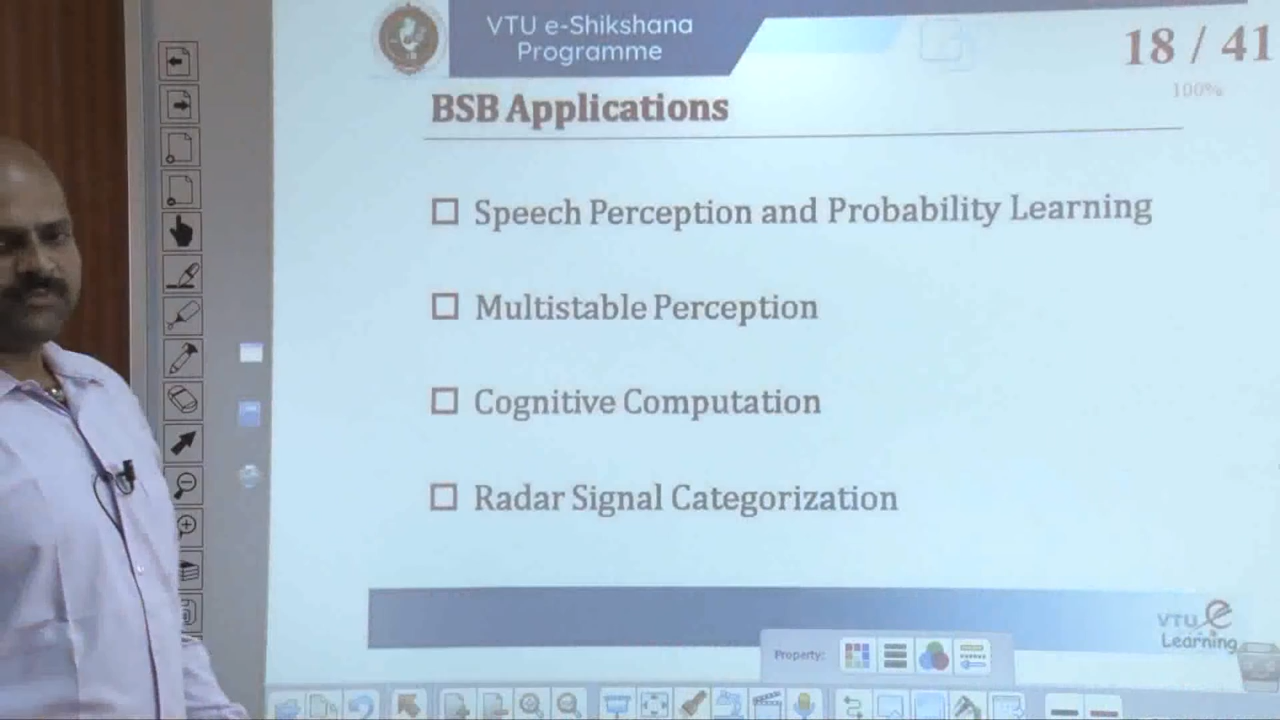 VTU e-Shikshana
Programme
18 / 41
100%
BSB Applications
Speech Perception and Probability Learning
Multistable Perception
Cognitive Computation
Radar Signal Categorization
VTU e
Learning
Property: